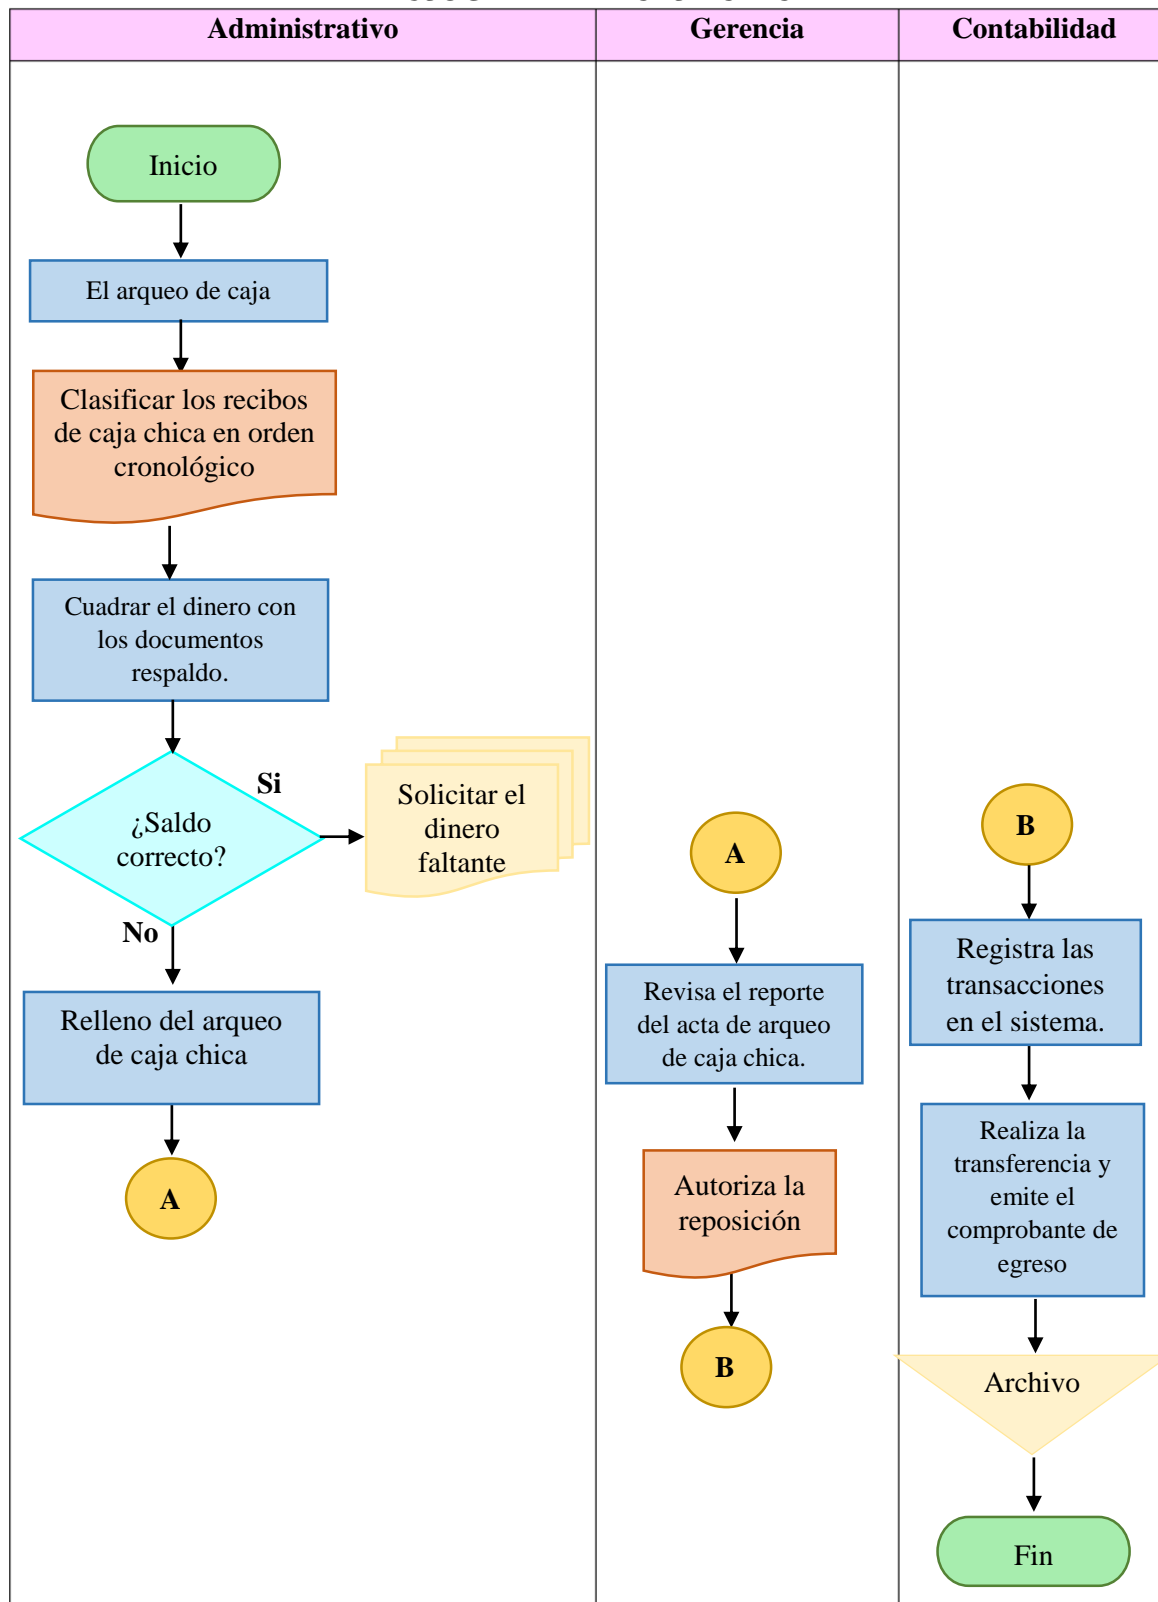 Administrativo
Gerencia
Contabilidad
Inicio
El arqueo de caja
Clasificar los recibos
de caja chica en orden
cronológico
Cuadrar el dinero con
los documentos
respaldo.
¿Saldo
correcto?
Si
No
Solicitar el
dinero
faltante
Relleno del arqueo
de caja chica
A
A
Revisa el reporte
del acta de arqueo
de caja chica.
Autoriza la
reposición
B
B
Registra las
transacciones
en el sistema.
Realiza la
transferencia y
emite el
comprobante de
egreso
Archivo
Fin